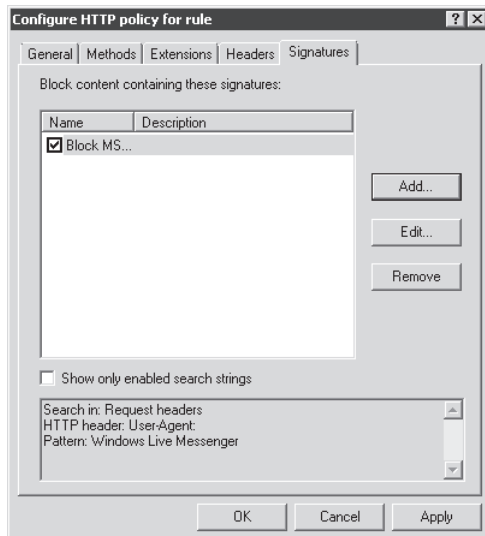 Configure HTTP policy for rule
General Methods Extensions Headers Signatures
Block content containing these signatures:
Name Description
Block MS...
Add...
Edit...
Remove
Show only enabled search strings
Search in: Request headers
HTTP header: User-Agent:
Pattern: Windows Live Messenger
OK Cancel Apply